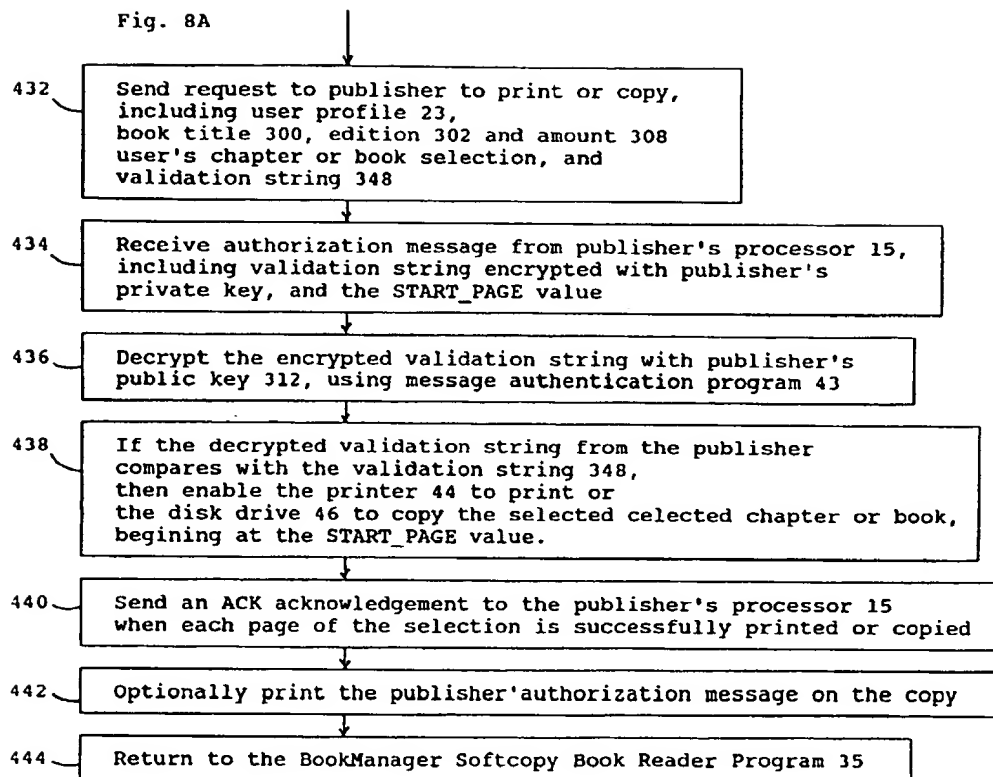 Fig. 8A
432
Send request to publisher to print or copy,
including user profile 23,
book title 300, edition 302 and amount 308
user's chapter or book selection, and
validation string 348
434
Receive authorization message from publisher's processor 15,
including validation string encrypted with publisher's
private key, and the START_PAGE value
436
Decrypt the encrypted validation string with publisher's
public key 312, using message authentication program 43
438
If the decrypted validation string from the publisher
compares with the validation string 348,
then enable the printer 44 to print or
the disk drive 46 to copy the selected celected chapter or book,
begining at the START_PAGE value.
440
Send an ACK acknowledgement to the publisher's processor 15
when each page of the selection is successfully printed or copied
442
Optionally print the publisher'authorization message on the copy
444
Return to the BookManager Softcopy Book Reader Program 35